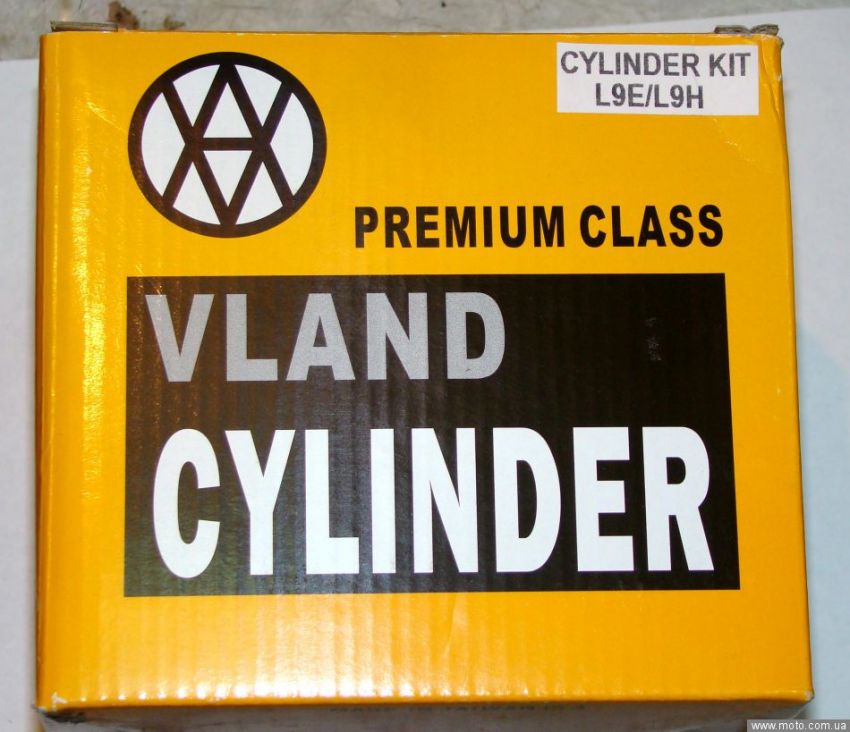 CYLINDER KIT
L9E/L9H
PREMIUM CLASS
VLAND
CYLINDER
www.moto.com.ua